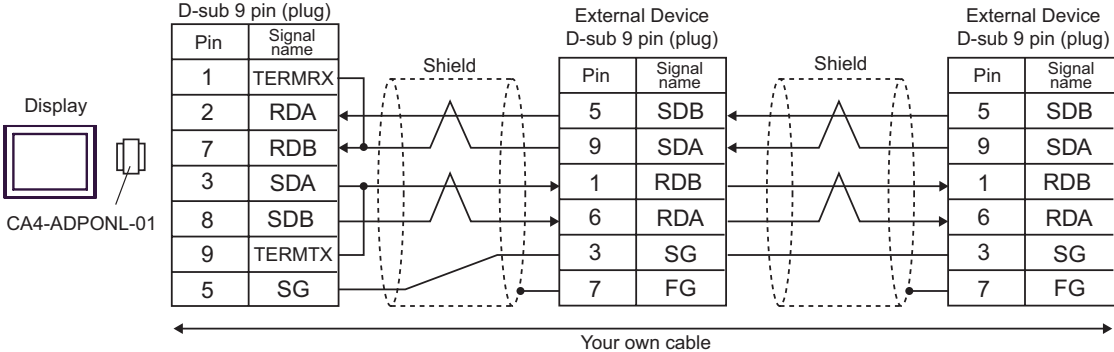 D-sub 9 pin (plug)
Pin Signal name
1 TERMRX
2 RDA
7 RDB
3 SDA
8 SDB
9 TERMTX
5 SG
Display
CA4-ADPONL-01
Shield
External Device
D-sub 9 pin (plug)
Pin Signal name
5 SDB
9 SDA
1 RDB
6 RDA
3 SG
7 FG
Shield
External Device
D-sub 9 pin (plug)
Pin Signal name
5 SDB
9 SDA
1 RDB
6 RDA
3 SG
7 FG
Your own cable